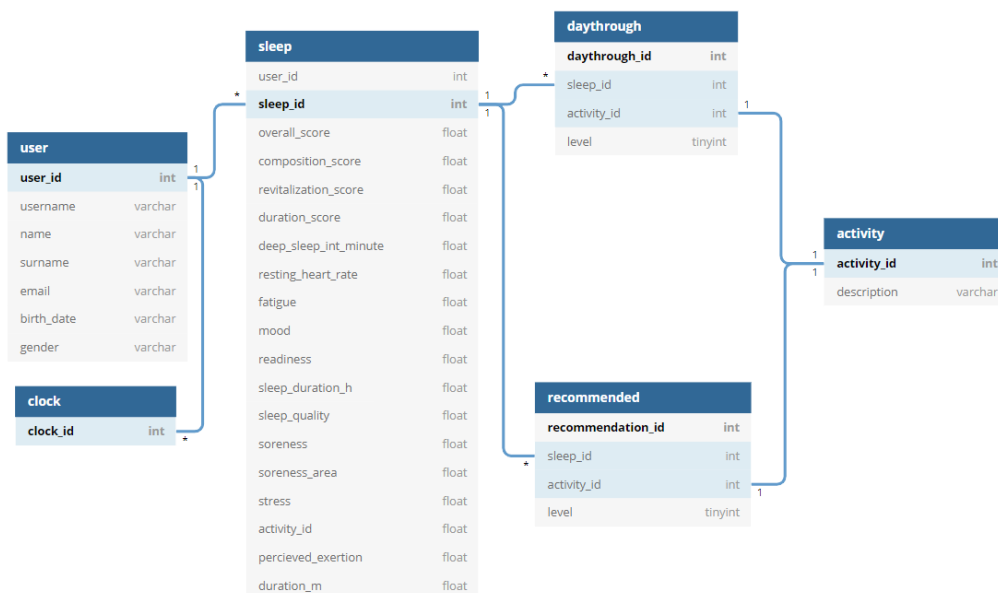 user
user_id int
username varchar
name varchar
surname varchar
email varchar
birth_date varchar
gender varchar
clock
clock_id int
sleep
user_id int
sleep_id int
overall_score float
composition_score float
revitalization_score float
duration_score float
deep_sleep_int_minute float
resting_heart_rate float
fatigue float
mood float
readiness float
sleep_duration_h float
sleep_quality float
soreness float
soreness_area float
stress float
activity_id float
percieved_exertion float
duration_m float
daythrough
daythrough_id int
sleep_id int
activity_id int
level tinyint
recommended
recommendation_id int
sleep_id int
activity_id int
level tinyint
activity
activity_id int
description varchar
1
1
*
*
1
1
*
*
1
1
1
1